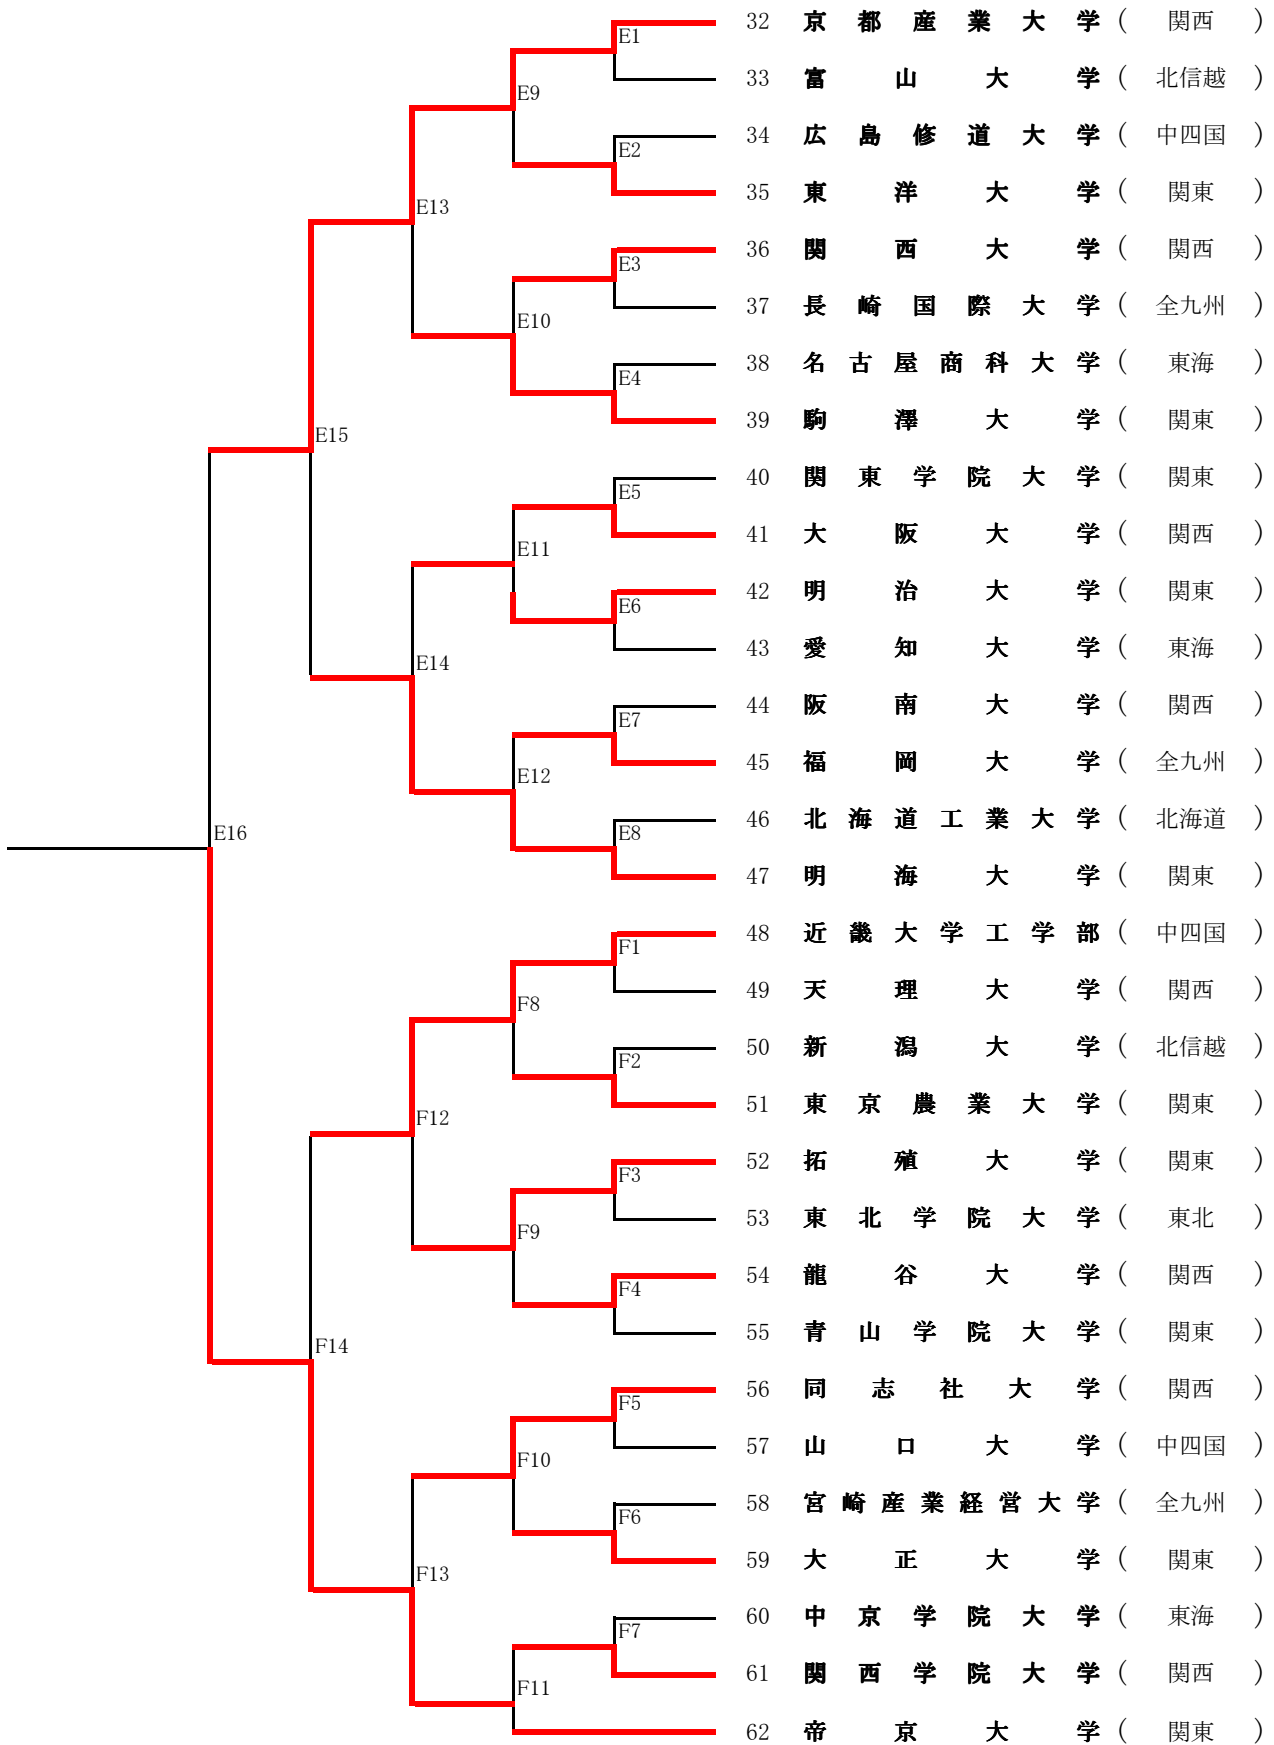 32 京都産業大学 ( 関西 )
E1
33 富山大学 ( 北信越 )
E9
34 広島修道大学 ( 中四国 )
E2
35 東洋大学 ( 関東 )
E13
36 関西大学 ( 関西 )
E3
37 長崎国際大学 ( 全九州 )
E10
38 名古屋商科大学 ( 東海 )
E4
39 駒澤大学 ( 関東 )
E15
40 関東学院大学 ( 関東 )
E5
41 大阪大学 ( 関西 )
E11
42 明治大学 ( 関東 )
E6
43 愛知大学 ( 東海 )
E14
44 阪南大学 ( 関西 )
E7
45 福岡大学 ( 全九州 )
E12
46 北海道工業大学 ( 北海道 )
E16
E8
47 明海大学 ( 関東 )
48 近畿大学工学部 ( 中四国 )
F1
49 天理大学 ( 関西 )
F8
50 新潟大学 ( 北信越 )
F2
51 東京農業大学 ( 関東 )
F12
52 拓殖大学 ( 関東 )
F3
53 東北学院大学 ( 東北 )
F9
54 龍谷大学 ( 関西 )
F4
55 青山学院大学 ( 関東 )
F14
56 同志社大学 ( 関西 )
F5
57 山口大学 ( 中四国 )
F10
58 宮崎産業経営大学 ( 全九州 )
F6
59 大正大学 ( 関東 )
F13
60 中京学院大学 ( 東海 )
F7
61 関西学院大学 ( 関西 )
F11
62 帝京大学 ( 関東 )